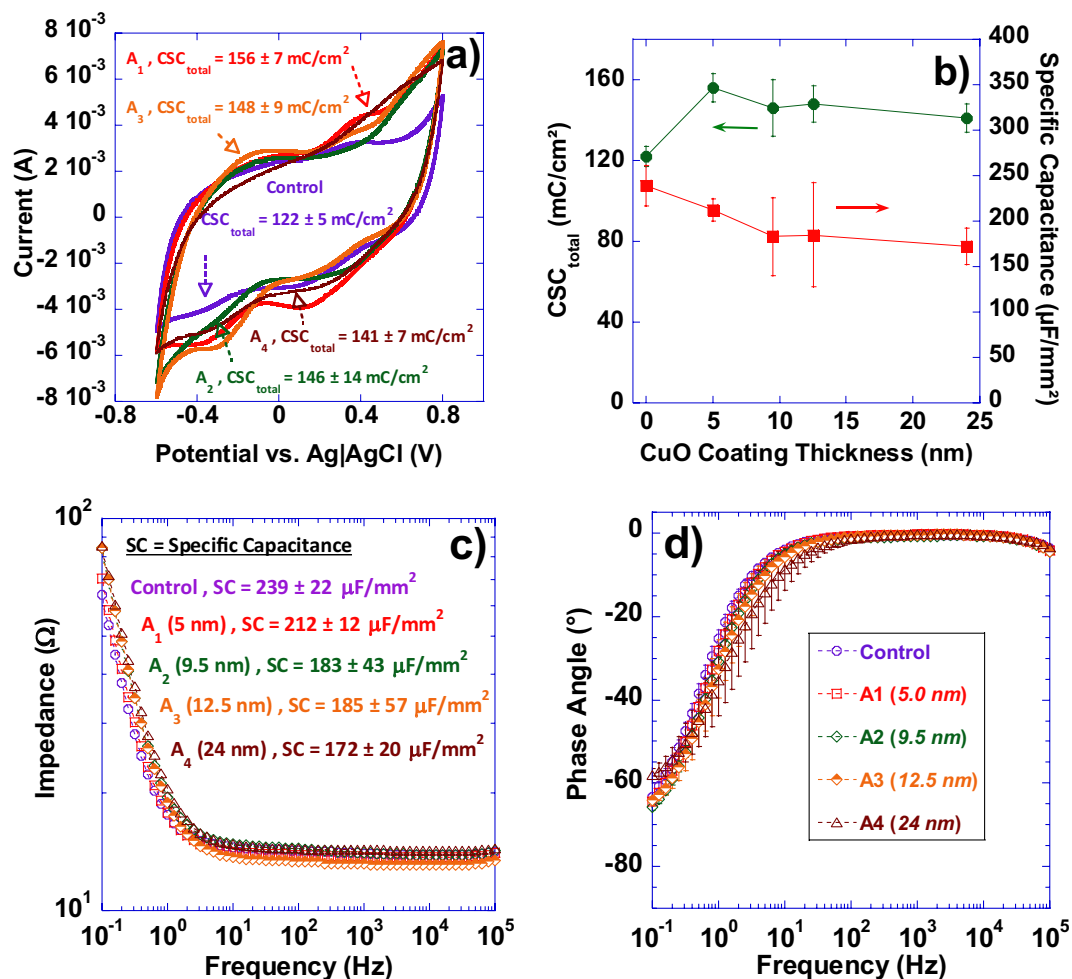 a)
8 10⁻³
6 10⁻³
4 10⁻³
2 10⁻³
0
-2 10⁻³
-4 10⁻³
-6 10⁻³
-8 10⁻³
Current (A)
A₁ , CSC_total = 156 ± 7 mC/cm²
A₃ , CSC_total = 148 ± 9 mC/cm²
Control
CSC_total = 122 ± 5 mC/cm²
A₄ , CSC_total = 141 ± 7 mC/cm²
A₂ , CSC_total = 146 ± 14 mC/cm²
-0.8 -0.4 0 0.4 0.8
Potential vs. Ag|AgCl (V)
b)
160
120
80
40
0
CSC_total (mC/cm²)
400
350
300
250
200
150
100
50
0
Specific Capacitance (µF/mm²)
0 5 10 15 20 25
CuO Coating Thickness (nm)
c)
10²
10¹
Impedance (Ω)
SC = Specific Capacitance
Control , SC = 239 ± 22 µF/mm²
A₁ (5 nm) , SC = 212 ± 12 µF/mm²
A₂ (9.5 nm) , SC = 183 ± 43 µF/mm²
A₃ (12.5 nm) , SC = 185 ± 57 µF/mm²
A₄ (24 nm) , SC = 172 ± 20 µF/mm²
10⁻¹ 10⁰ 10¹ 10² 10³ 10⁴ 10⁵
Frequency (Hz)
d)
0
-20
-40
-60
-80
Phase Angle (°)
Control
A1 (5.0 nm)
A2 (9.5 nm)
A3 (12.5 nm)
A4 (24 nm)
10⁻¹ 10⁰ 10¹ 10² 10³ 10⁴ 10⁵
Frequency (Hz)